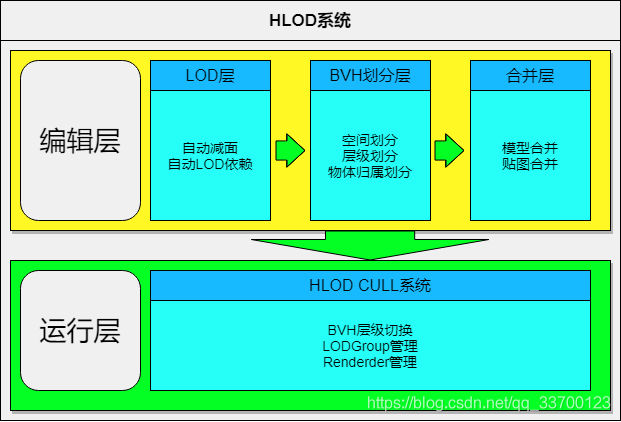 HLOD系统
编辑层
LOD层
自动减面
自动LOD依赖
BVH划分层
空间划分
层级划分
物体归属划分
合并层
模型合并
贴图合并
运行层
HLOD CULL系统
BVH层级切换
LODGroup管理
Renderder管理
https://blog.csdn.net/qq_33700123